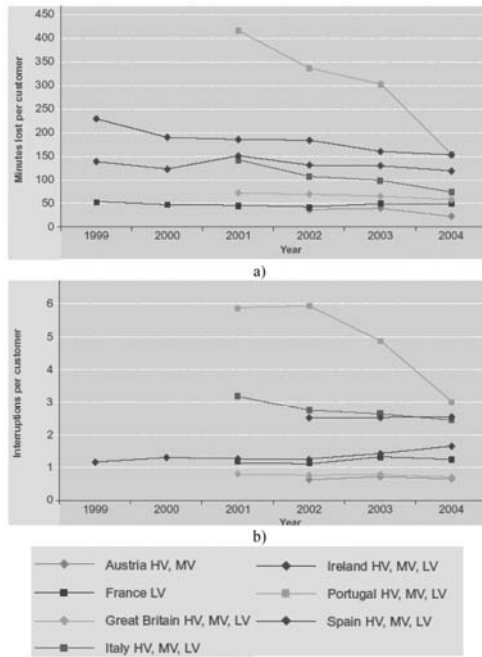 450
400
350
300
250
200
150
100
50
0
Minutes lost per customer
1999 2000 2001 2002 2003 2004
Year
a)
6
5
4
3
2
1
0
Interruptions per customer
1999 2000 2001 2002 2003 2004
Year
b)
Austria HV, MV Ireland HV, MV, LV
France LV Portugal HV, MV, LV
Great Britain HV, MV, LV Spain HV, MV, LV
Italy HV, MV, LV